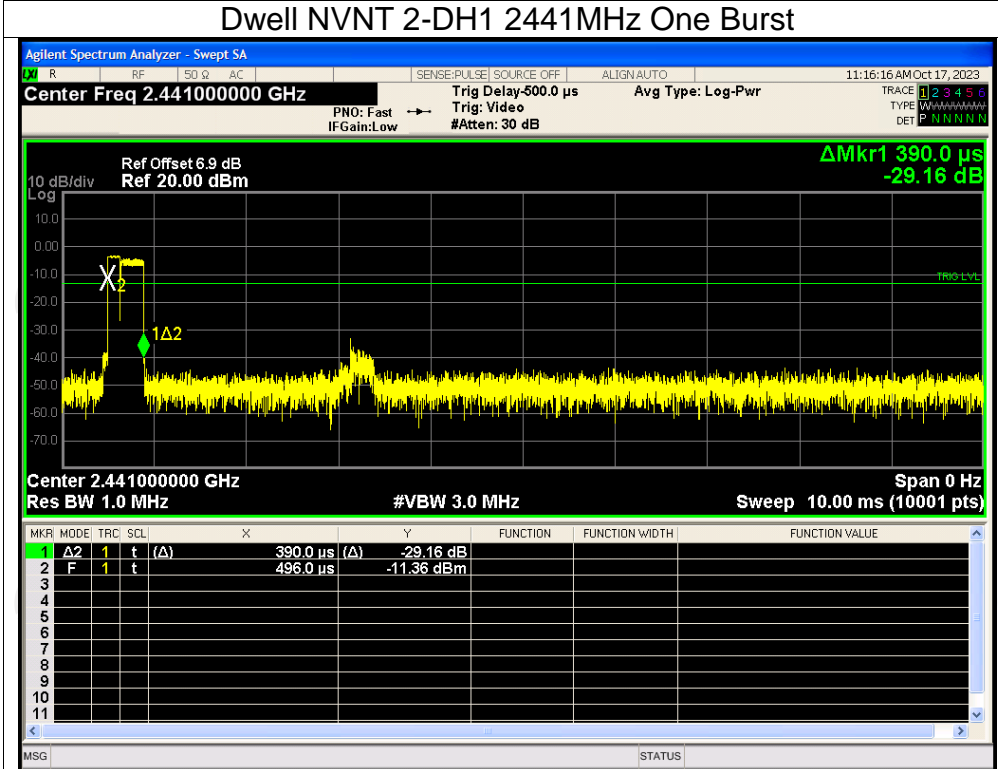 Dwell NVNT 2-DH1 2441MHz One Burst
Agilent Spectrum Analyzer - Swept SA
LXI R RF 50 Ω AC SENSE:PULSE SOURCE OFF ALIGN AUTO 11:16:16 AM Oct 17, 2023
Center Freq 2.441000000 GHz Trig Delay-500.0 µs Avg Type: Log-Pwr TRACE 1 2 3 4 5 6
PNO: Fast Trig: Video TYPE WWWWWW
IFGain:Low #Atten: 30 dB DET P N N N N N
ΔMkr1 390.0 µs
-29.16 dB
Ref Offset 6.9 dB
10 dB/div Ref 20.00 dBm
Log
10.0
0.00
-10.0
TRIG LVL
2
-20.0
-30.0
1Δ2
-40.0
-50.0
-60.0
-70.0
Center 2.441000000 GHz Span 0 Hz
Res BW 1.0 MHz #VBW 3.0 MHz Sweep 10.00 ms (10001 pts)
MKR MODE TRC SCL X Y FUNCTION FUNCTION WIDTH FUNCTION VALUE
1 Δ2 1 t (Δ) 390.0 µs (Δ) -29.16 dB
2 F 1 t 496.0 µs -11.36 dBm
3
4
5
6
7
8
9
10
11
MSG STATUS